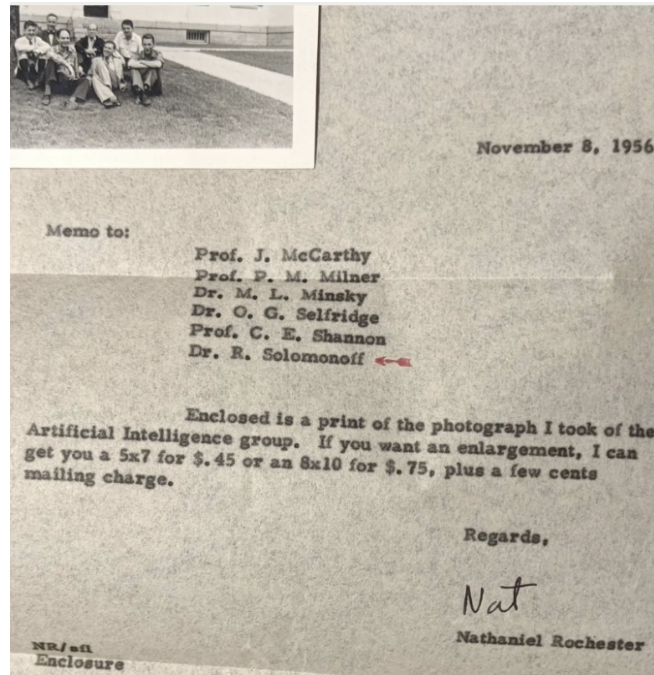 November 8, 1956
Memo to:
Prof. J. McCarthy
Prof. P. M. Milner
Dr. M. L. Minsky
Dr. O. G. Selfridge
Prof. C. E. Shannon
Dr. R. Solomonoff
Enclosed is a print of the photograph I took of the
Artificial Intelligence group. If you want an enlargement, I can
get you a 5x7 for $.45 or an 8x10 for $.75, plus a few cents
mailing charge.
Regards,
Nat
Nathaniel Rochester
Enclosure